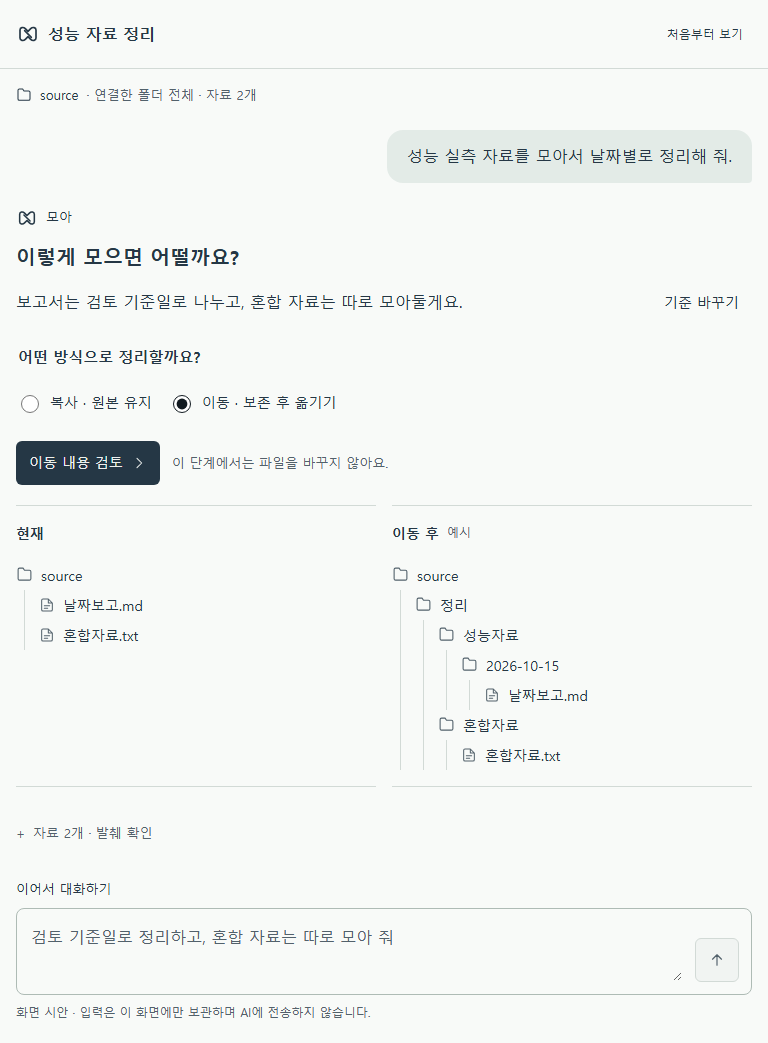 성능 자료 정리
처음부터 보기
source · 연결한 폴더 전체 · 자료 2개
성능 실측 자료를 모아서 날짜별로 정리해 줘.
모아
이렇게 모으면 어떨까요?
보고서는 검토 기준일로 나누고, 혼합 자료는 따로 모아둘게요.
기준 바꾸기
어떤 방식으로 정리할까요?
복사 · 원본 유지
이동 · 보존 후 옮기기
이동 내용 검토
이 단계에서는 파일을 바꾸지 않아요.
현재
source
날짜보고.md
혼합자료.txt
이동 후 예시
source
정리
성능자료
2026-10-15
날짜보고.md
혼합자료
혼합자료.txt
+ 자료 2개 · 발췌 확인
이어서 대화하기
검토 기준일로 정리하고, 혼합 자료는 따로 모아 줘
화면 시안 · 입력은 이 화면에만 보관하며 AI에 전송하지 않습니다.